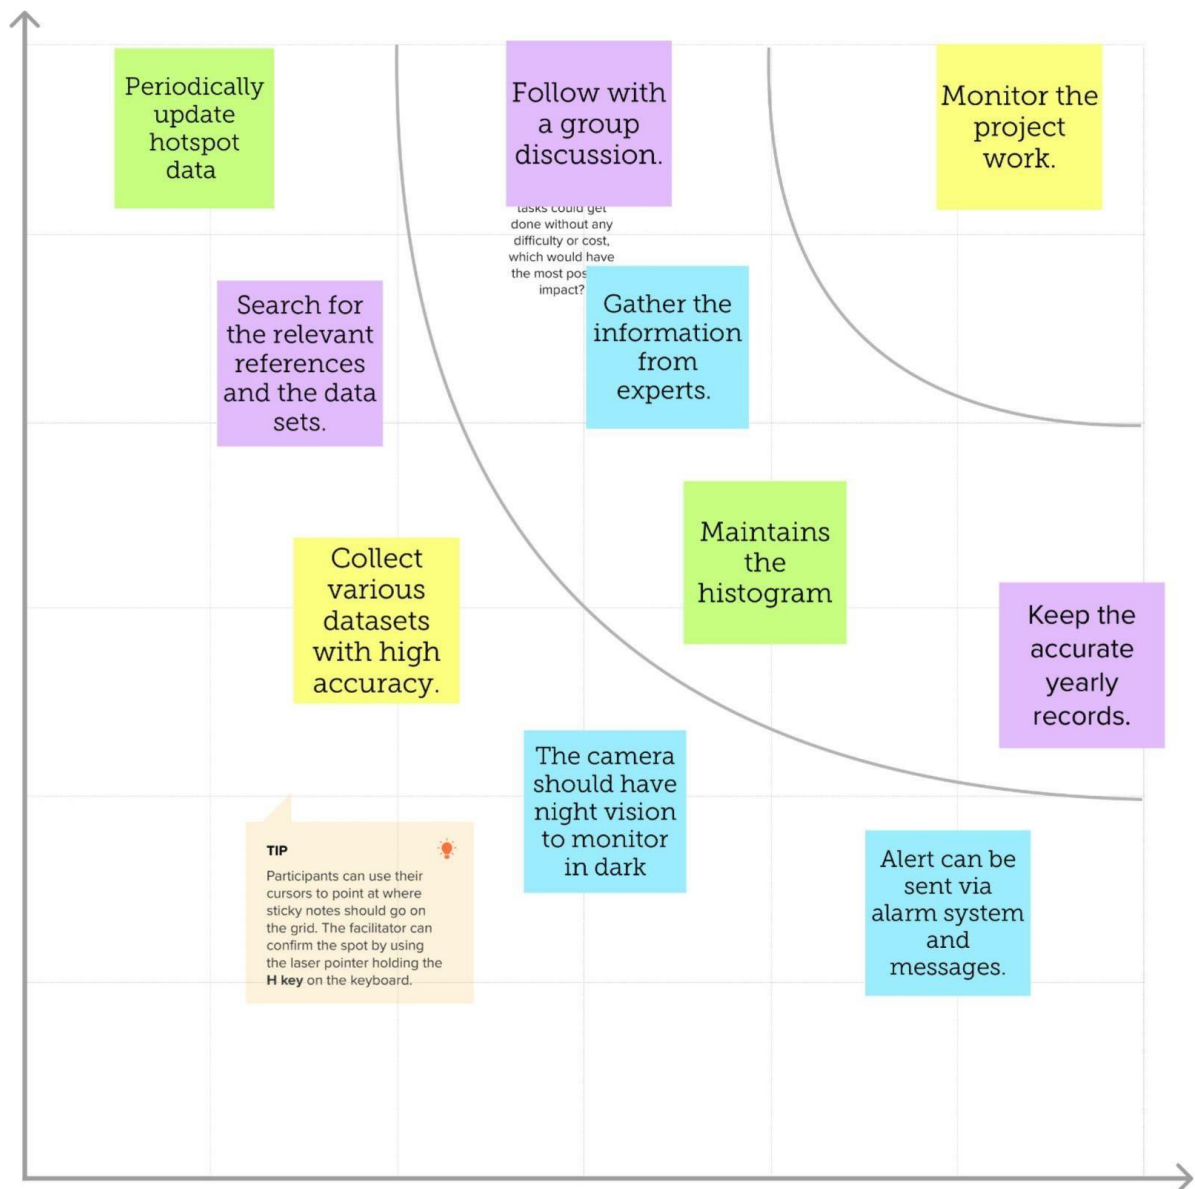 Periodically
update
hotspot
data
Follow with
a group
discussion.
Monitor the
project
work.
tasks could get
done without any
difficulty or cost,
which would have
the most
impact?
Search for
the relevant
references
and the data
sets.
Gather the
information
from
experts.
Maintains
the
histogram
Collect
various
datasets
with high
accuracy.
Keep the
accurate
yearly
records.
The camera
should have
night vision
to monitor
in dark
TIP
Participants can use their
cursors to point at where
sticky notes should go on
the grid. The facilitator can
confirm the spot by using
the laser pointer holding the
H key on the keyboard.
Alert can be
sent via
alarm system
and
messages.